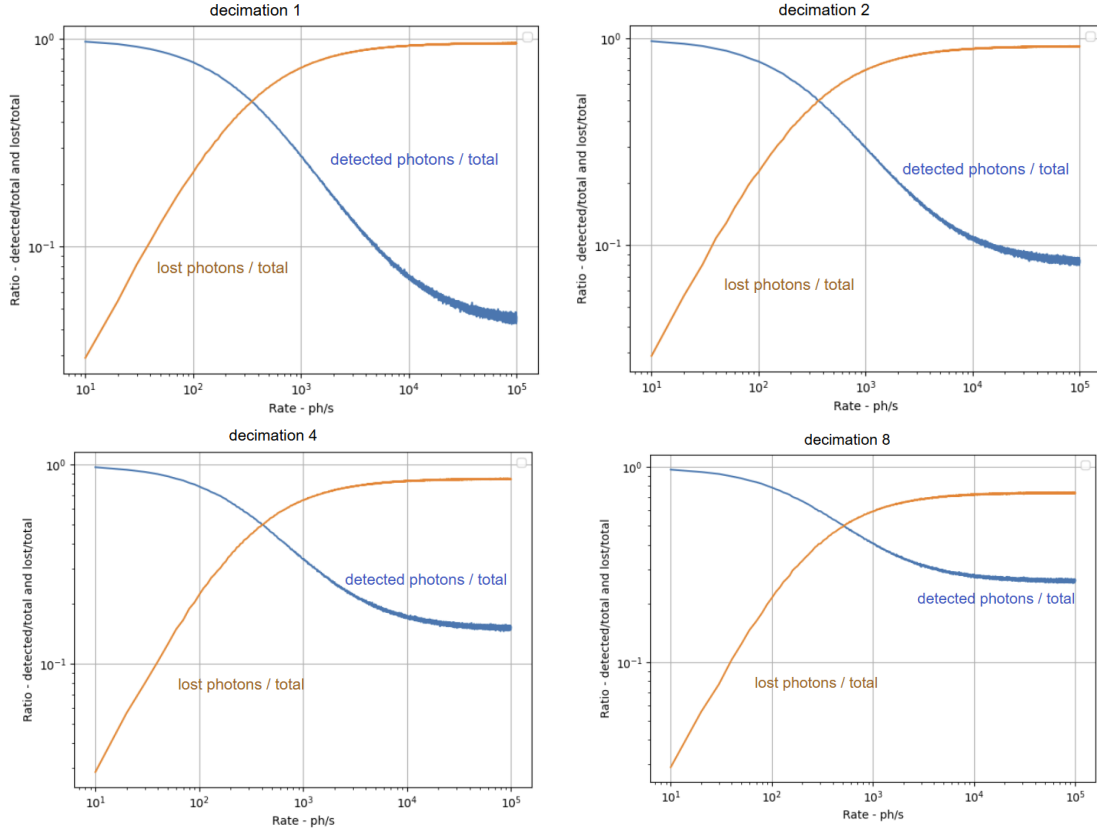 decimation 1
10⁰
10⁻¹
Ratio - detected/total and lost/total
detected photons / total
lost photons / total
10¹ 10² 10³ 10⁴ 10⁵
Rate - ph/s
decimation 2
10⁰
10⁻¹
Ratio - detected/total and lost/total
detected photons / total
lost photons / total
10¹ 10² 10³ 10⁴ 10⁵
Rate - ph/s
decimation 4
10⁰
10⁻¹
Ratio - detected/total and lost/total
detected photons / total
lost photons / total
10¹ 10² 10³ 10⁴ 10⁵
Rate - ph/s
decimation 8
10⁰
10⁻¹
Ratio - detected/total and lost/total
detected photons / total
lost photons / total
10¹ 10² 10³ 10⁴ 10⁵
Rate - ph/s